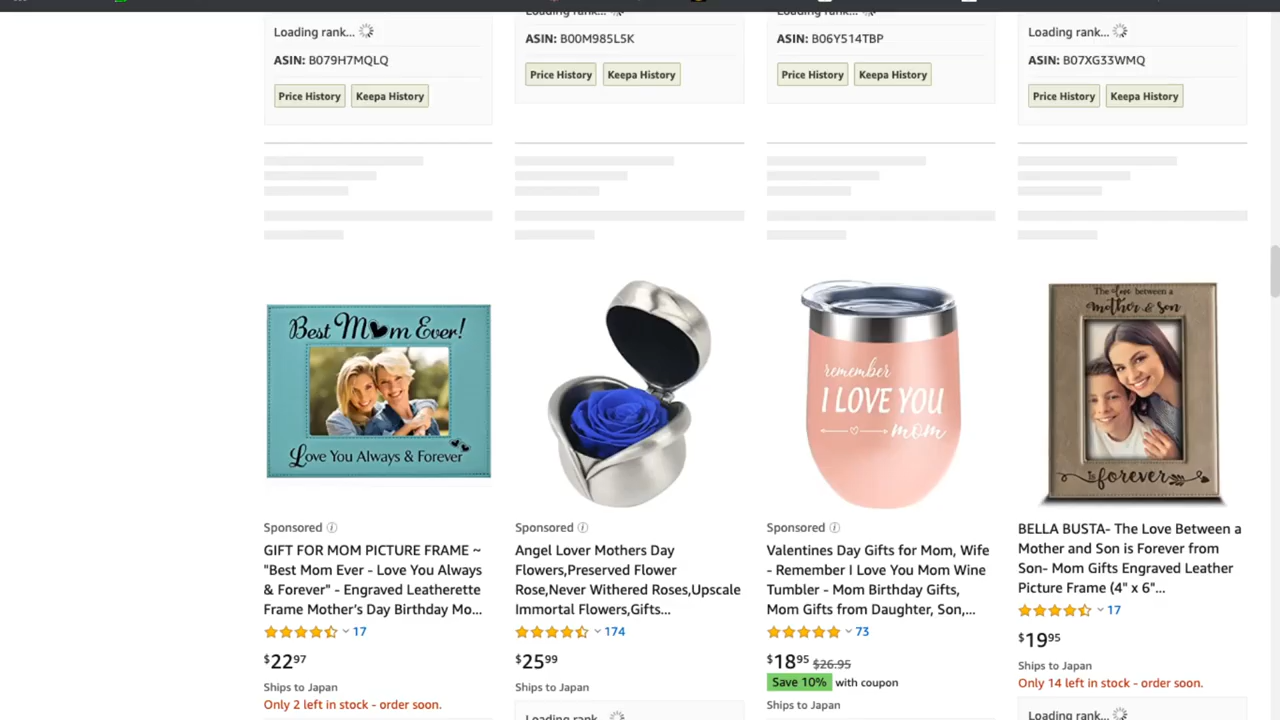 Loading rank...
ASIN: B079H7MQLQ
Price History Keepa History
Loading rank...
ASIN: B00M985L5K
Price History Keepa History
Loading rank...
ASIN: B06Y514TBP
Price History Keepa History
Loading rank...
ASIN: B07XG33WMQ
Price History Keepa History
Best Mom Ever!
Love You Always & Forever
Sponsored
GIFT FOR MOM PICTURE FRAME ~
"Best Mom Ever - Love You Always
& Forever" - Engraved Leatherette
Frame Mother's Day Birthday Mo...
17
$22.97
Ships to Japan
Only 2 left in stock - order soon.
Sponsored
Angel Lover Mothers Day
Flowers,Preserved Flower
Rose,Never Withered Roses,Upscale
Immortal Flowers,Gifts...
174
$25.99
Ships to Japan
Loading rank...
remember
I LOVE YOU
mom
Sponsored
Valentines Day Gifts for Mom, Wife
- Remember I Love You Mom Wine
Tumbler - Mom Birthday Gifts,
Mom Gifts from Daughter, Son,...
73
$18.95 $26.95
Save 10% with coupon
Ships to Japan
The love between a
mother & son
is forever
BELLA BUSTA- The Love Between a
Mother and Son is Forever from
Son- Mom Gifts Engraved Leather
Picture Frame (4" x 6"...
17
$19.95
Ships to Japan
Only 14 left in stock - order soon.
Loading rank...